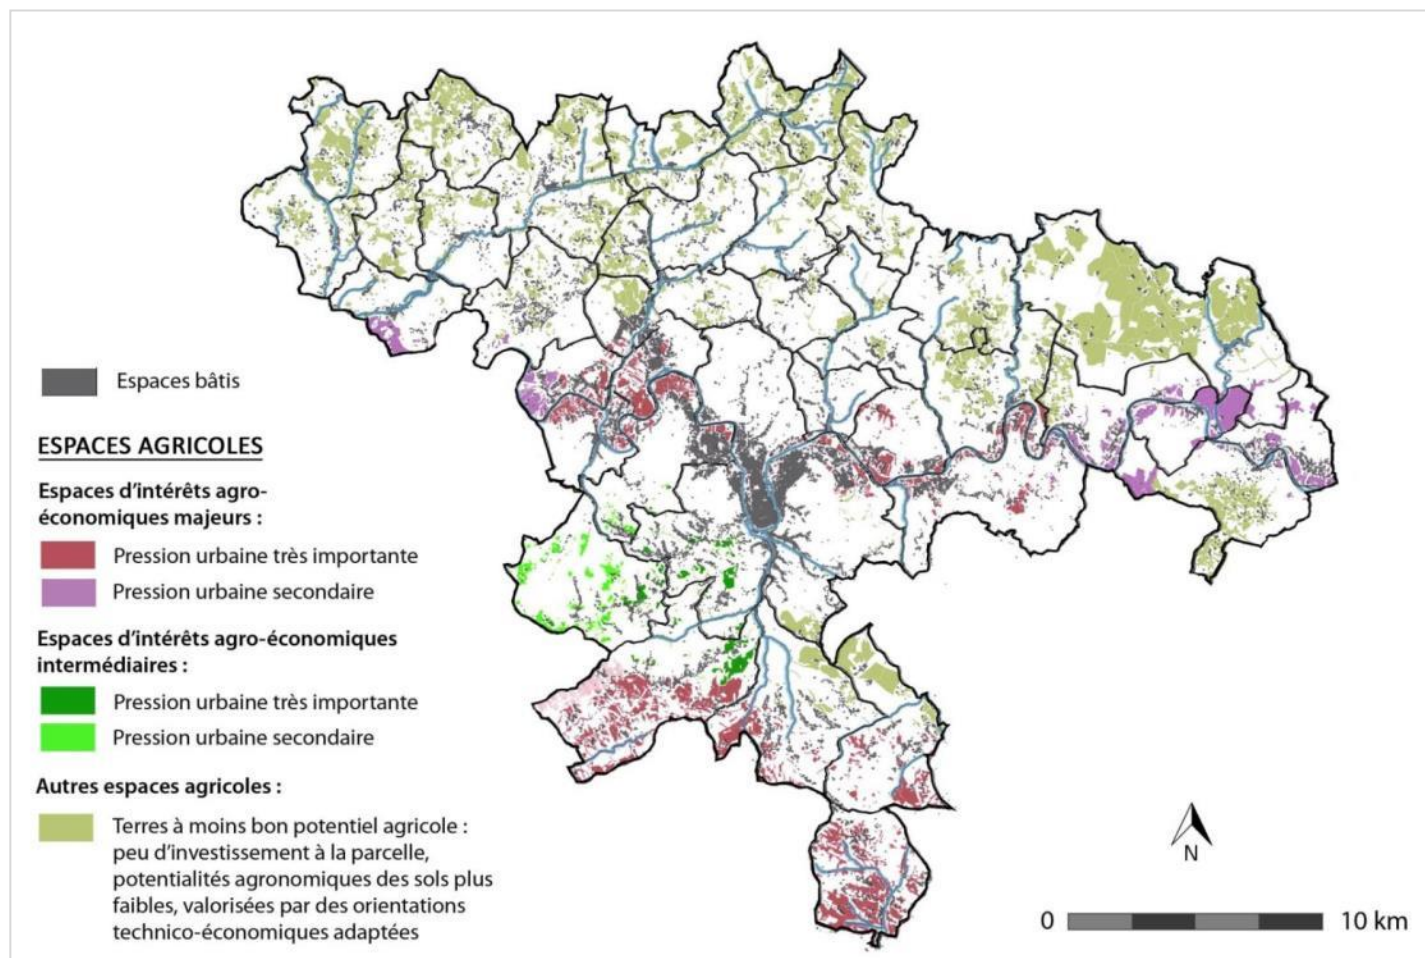 Espaces bâtis
ESPACES AGRICOLES
Espaces d'intérêts agro-
économiques majeurs :
Pression urbaine très importante
Pression urbaine secondaire
Espaces d'intérêts agro-économiques
intermédiaires :
Pression urbaine très importante
Pression urbaine secondaire
Autres espaces agricoles :
Terres à moins bon potentiel agricole :
peu d'investissement à la parcelle,
potentialités agronomiques des sols plus
faibles, valorisées par des orientations
technico-économiques adaptées
N
0 10 km